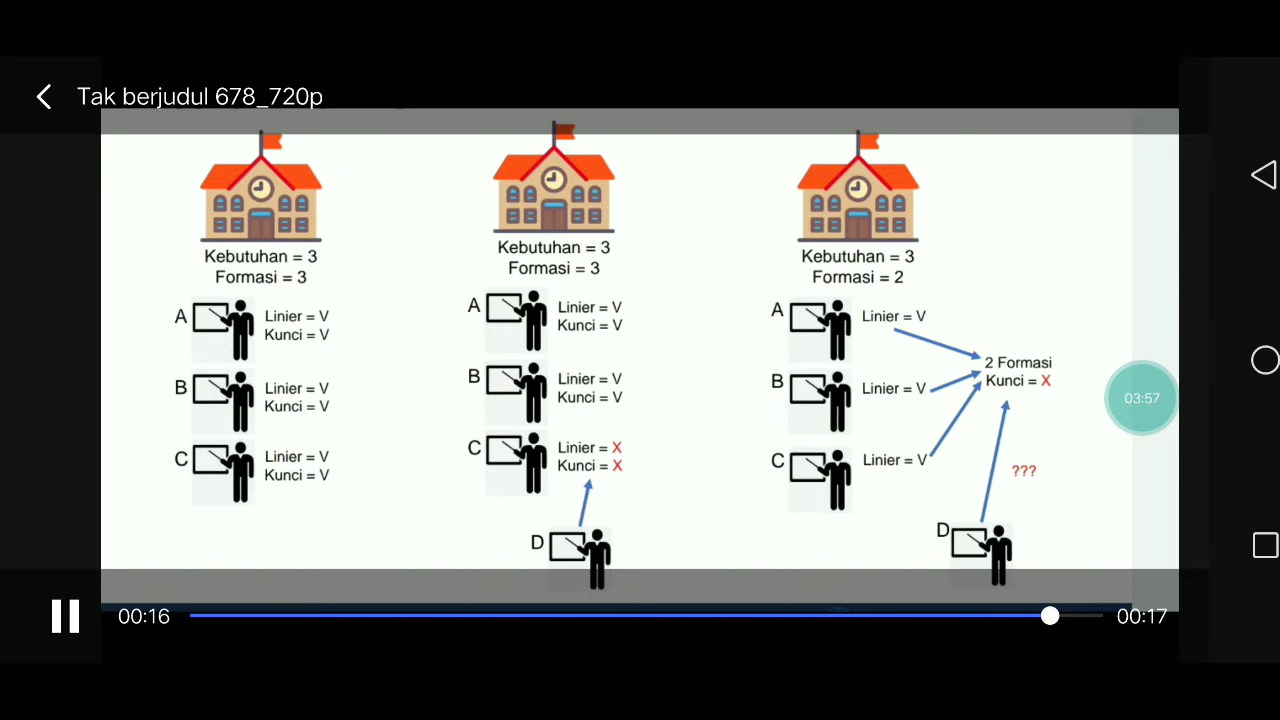 Tak berjudul 678_720p
Kebutuhan = 3
Formasi = 3
A
Linier = V
Kunci = V
B
Linier = V
Kunci = V
C
Linier = V
Kunci = V
Kebutuhan = 3
Formasi = 3
A
Linier = V
Kunci = V
B
Linier = V
Kunci = V
C
Linier = X
Kunci = X
D
Kebutuhan = 3
Formasi = 2
A
Linier = V
B
Linier = V
C
Linier = V
2 Formasi
Kunci = X
???
D
03:57
00:16
00:17